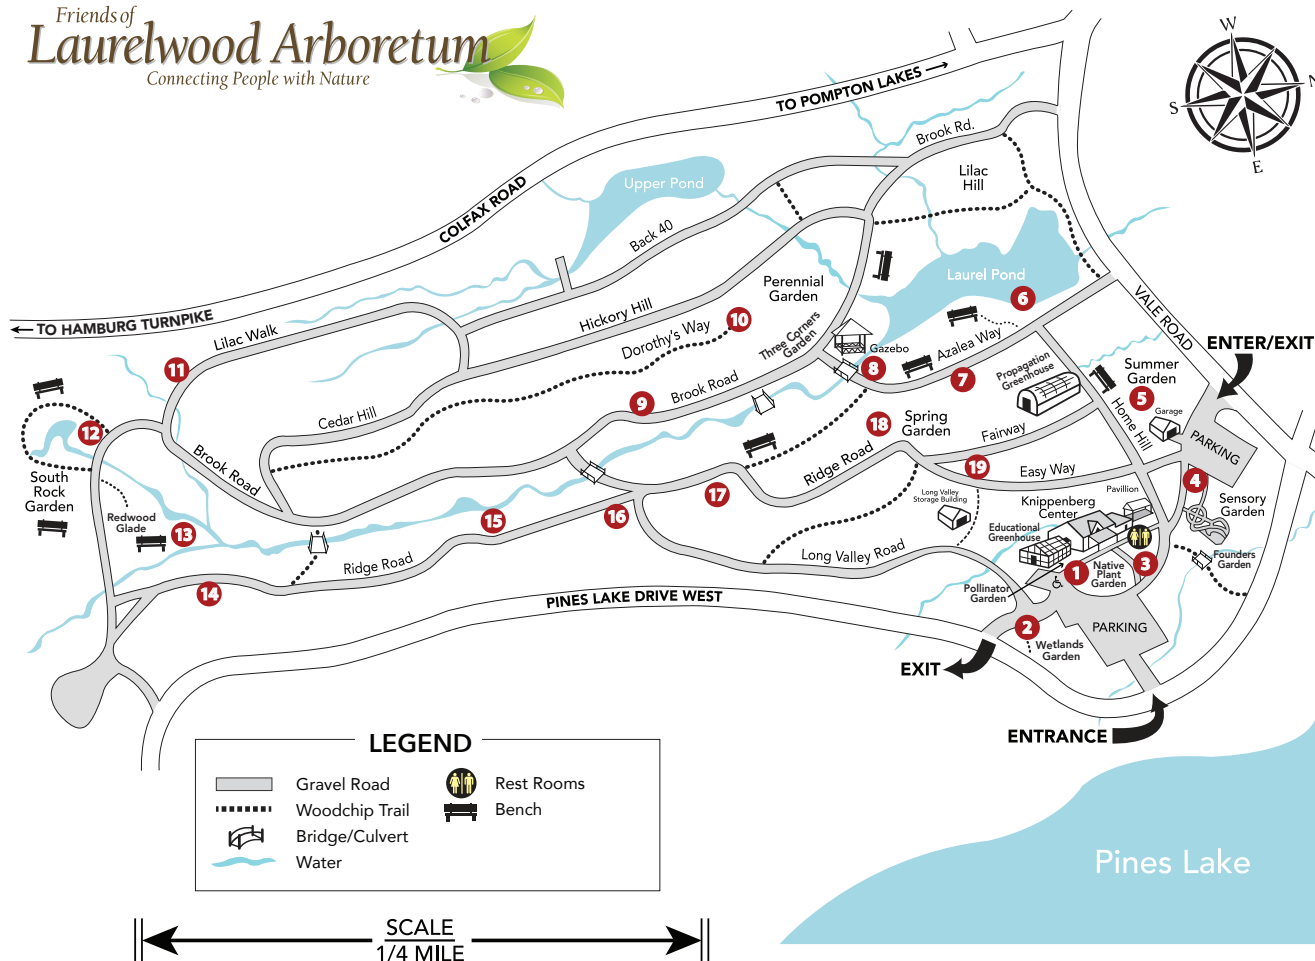 Friends of
Laurelwood Arboretum
Connecting People with Nature
W
N
S
E
TO POMPTON LAKES →
COLFAX ROAD
← TO HAMBURG TURNPIKE
Brook Rd.
Lilac
Hill
Upper Pond
Back 40
Laurel Pond
6
Perennial
Garden
10
Hickory Hill
Dorothy's Way
Three Corners
Garden
Gazebo
8
Azalea Way
7
VALE ROAD
ENTER/EXIT
Propagation
Greenhouse
Summer
Garden
5
Garage
Home Hill
PARKING
Lilac Walk
11
Cedar Hill
9
Brook Road
18
Spring
Garden
Fairway
19
Easy Way
4
Sensory
Garden
12
South
Rock
Garden
Brook Road
Redwood
Glade
13
15
16
17
Ridge Road
Long Valley
Storage Building
Knippenberg
Center
Pavillion
Educational
Greenhouse
Founders
Garden
3
1
Native
Plant
Garden
Pollinator
Garden
Long Valley Road
Ridge Road
14
PINES LAKE DRIVE WEST
2
Wetlands
Garden
PARKING
EXIT
ENTRANCE
LEGEND
Gravel Road
Rest Rooms
Woodchip Trail
Bench
Bridge/Culvert
Water
Pines Lake
SCALE
1/4 MILE